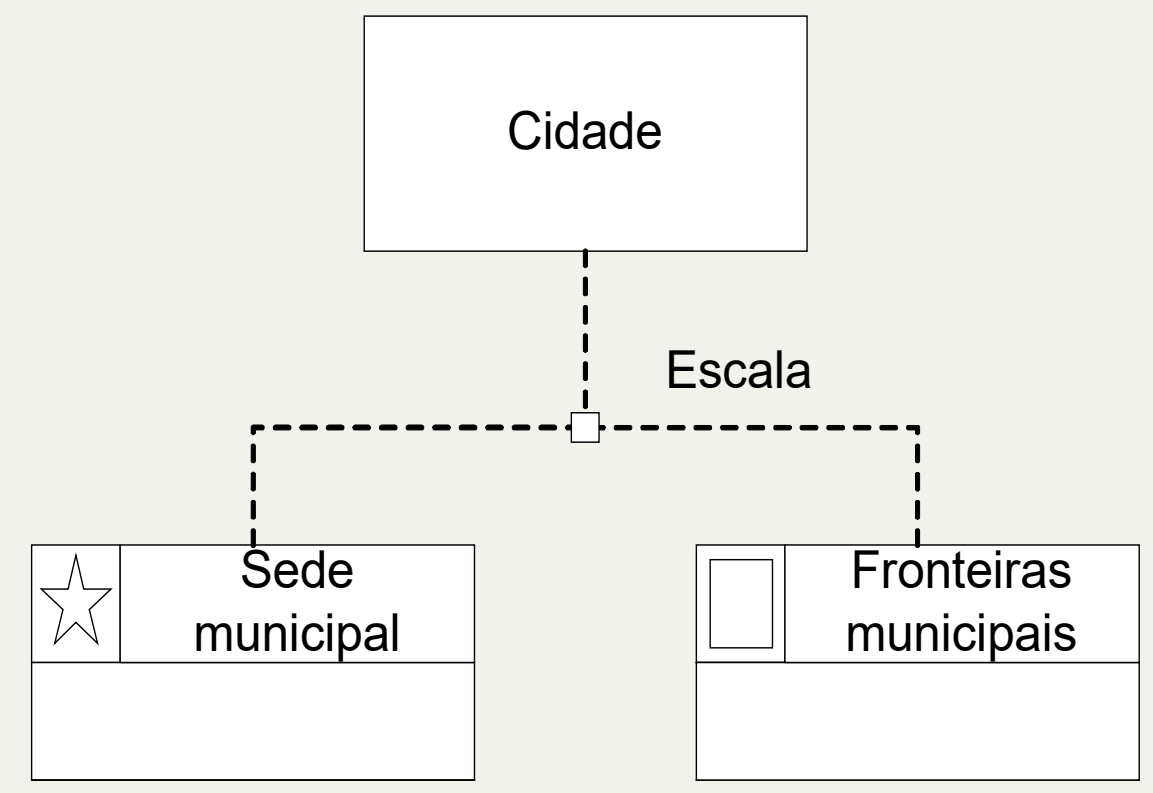 Cidade
Escala
Sede
municipal
Fronteiras
municipais